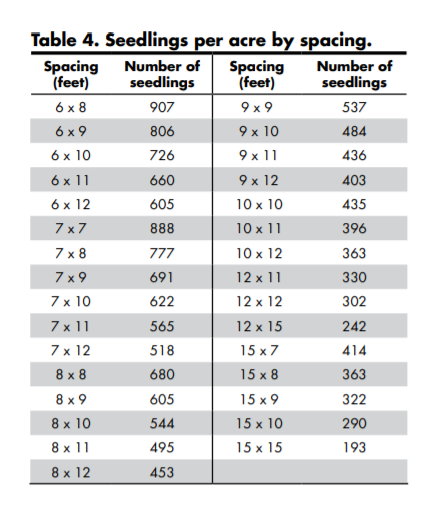 Table 4. Seedlings per acre by spacing.
Spacing (feet) Number of seedlings Spacing (feet) Number of seedlings
6 x 8 907 9 x 9 537
6 x 9 806 9 x 10 484
6 x 10 726 9 x 11 436
6 x 11 660 9 x 12 403
6 x 12 605 10 x 10 435
7 x 7 888 10 x 11 396
7 x 8 777 10 x 12 363
7 x 9 691 12 x 11 330
7 x 10 622 12 x 12 302
7 x 11 565 12 x 15 242
7 x 12 518 15 x 7 414
8 x 8 680 15 x 8 363
8 x 9 605 15 x 9 322
8 x 10 544 15 x 10 290
8 x 11 495 15 x 15 193
8 x 12 453